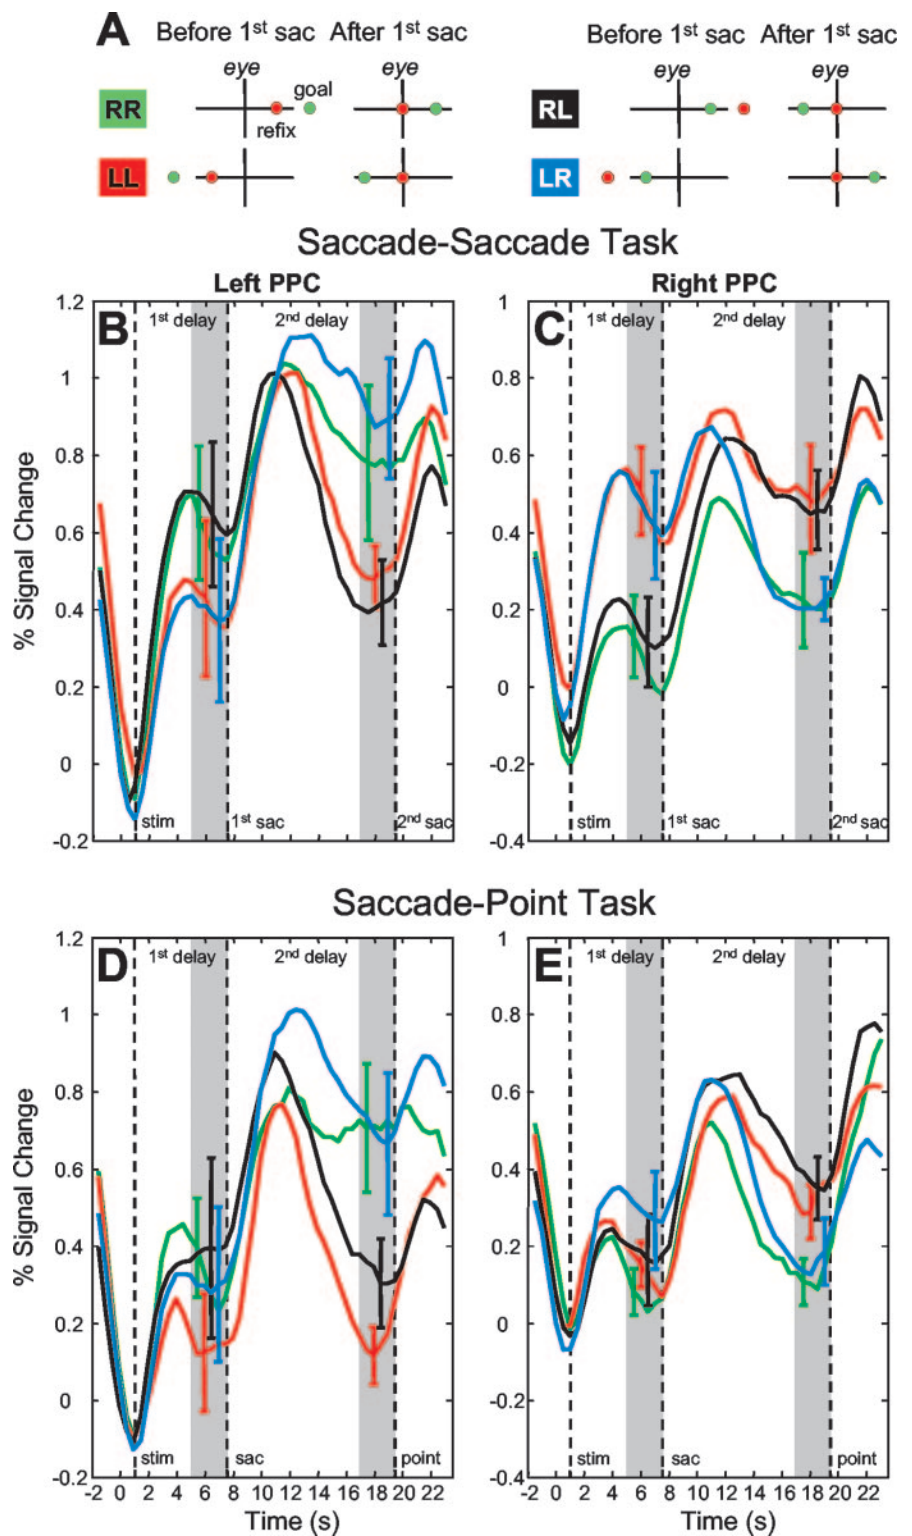 A
Before 1st sac After 1st sac Before 1st sac After 1st sac
eye eye eye eye
goal
RR RL
refix
LL LR
Saccade-Saccade Task
Left PPC Right PPC
B 1st delay 2nd delay
C 1st delay 2nd delay
% Signal Change
1.2
1
0.8
0.6
0.4
0.2
0
-0.2
stim 1st sac 2nd sac
1
0.8
0.6
0.4
0.2
0
-0.2
-0.4
stim 1st sac 2nd sac
Saccade-Point Task
D 1st delay 2nd delay
E 1st delay 2nd delay
% Signal Change
1.2
1
0.8
0.6
0.4
0.2
0
-0.2
stim sac point
1
0.8
0.6
0.4
0.2
0
-0.2
-0.4
stim sac point
-2 0 2 4 6 8 10 12 14 16 18 20 22
-2 0 2 4 6 8 10 12 14 16 18 20 22
Time (s) Time (s)